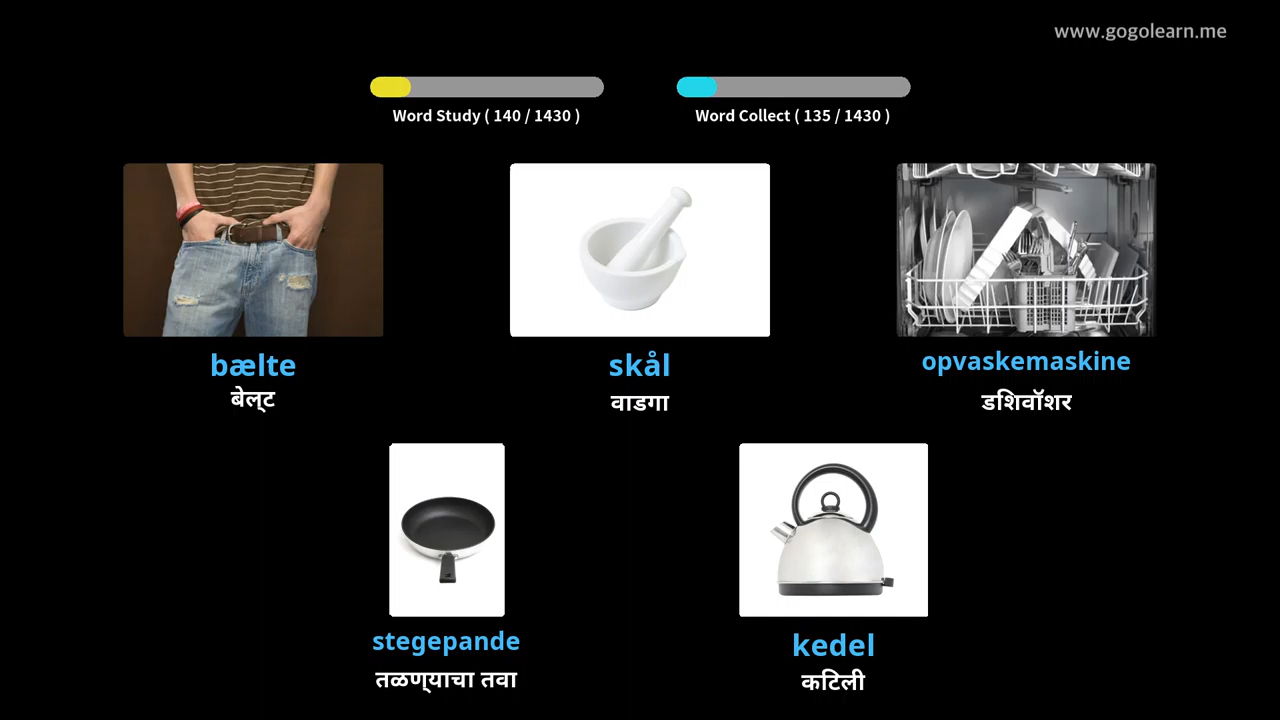 www.gogolearn.me
Word Study ( 140 / 1430 )
Word Collect ( 135 / 1430 )
bælte
skål
opvaskemaskine
बेल्ट
वाडगा
डशिवॉशर
stegepande
kedel
तळण्याचा तवा
कटिली